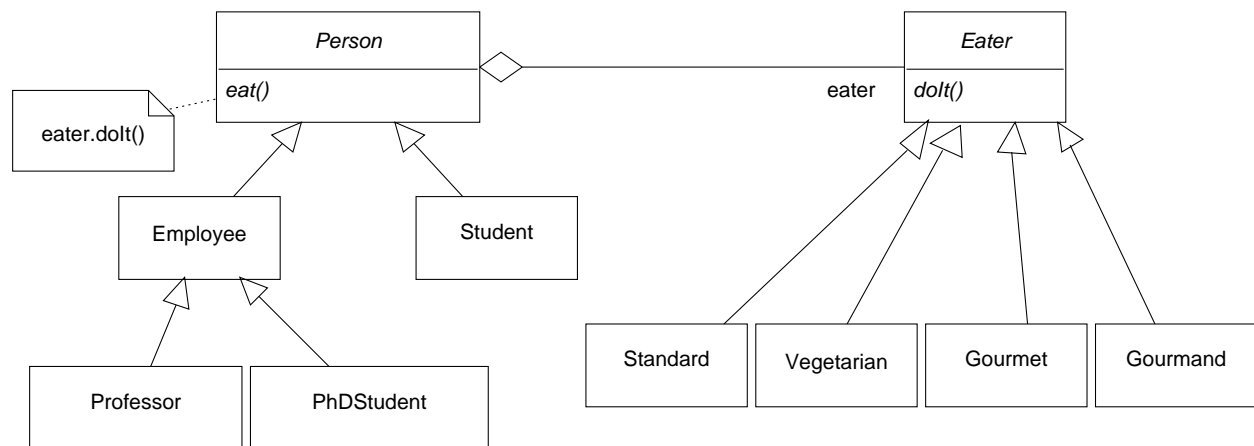 Person
Eater
eat()
eater
doIt()
eater.doIt()
Employee
Student
Standard
Vegetarian
Gourmet
Gourmand
Professor
PhDStudent